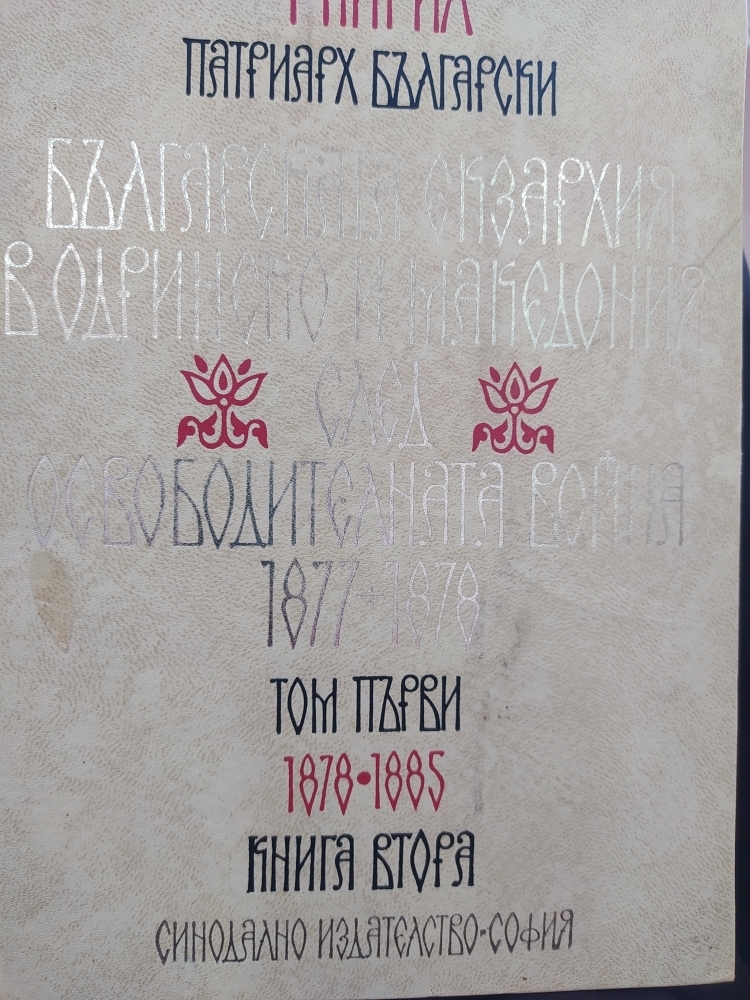 † КИРИЛ
ПАТРИАРХ БЪЛГАРСКИ
БЪЛГАРСКАТА ЕКЗАРХИЯ
В ОДРИНСКО И МАКЕДОНИЯ
СЛЕД
ОСВОБОДИТЕЛНАТА ВОЙНА
1877•1878
ТОМ ПЪРВИ
1878•1885
КНИГА ВТОРА
СИНОДАЛНО ИЗДАТЕЛСТВО•СОФИЯ